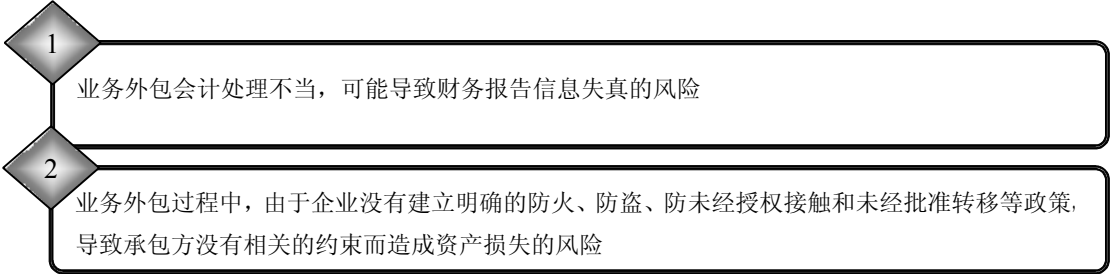 1
业务外包会计处理不当，可能导致财务报告信息失真的风险
2
业务外包过程中，由于企业没有建立明确的防火、防盗、防未经授权接触和未经批准转移等政策，
导致承包方没有相关的约束而造成资产损失的风险